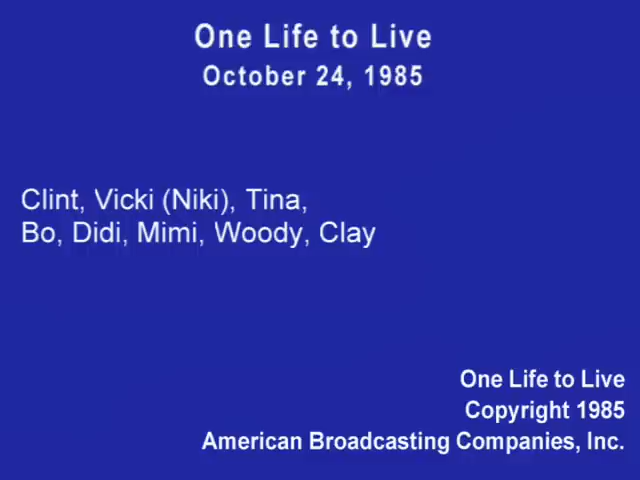 One Life to Live
October 24, 1985
Clint, Vicki (Niki), Tina,
Bo, Didi, Mimi, Woody, Clay
One Life to Live
Copyright 1985
American Broadcasting Companies, Inc.